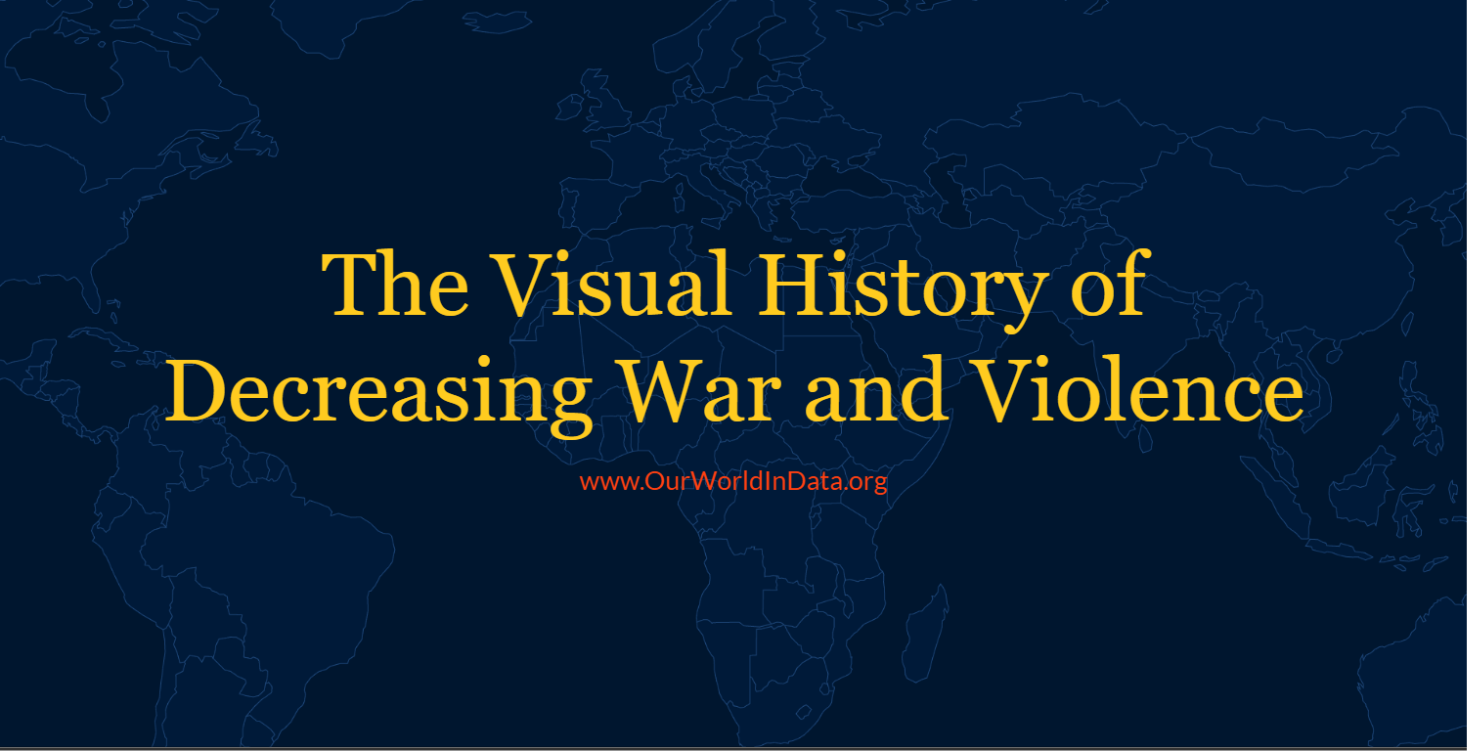 The Visual History of
Decreasing War and Violence
www.OurWorldInData.org